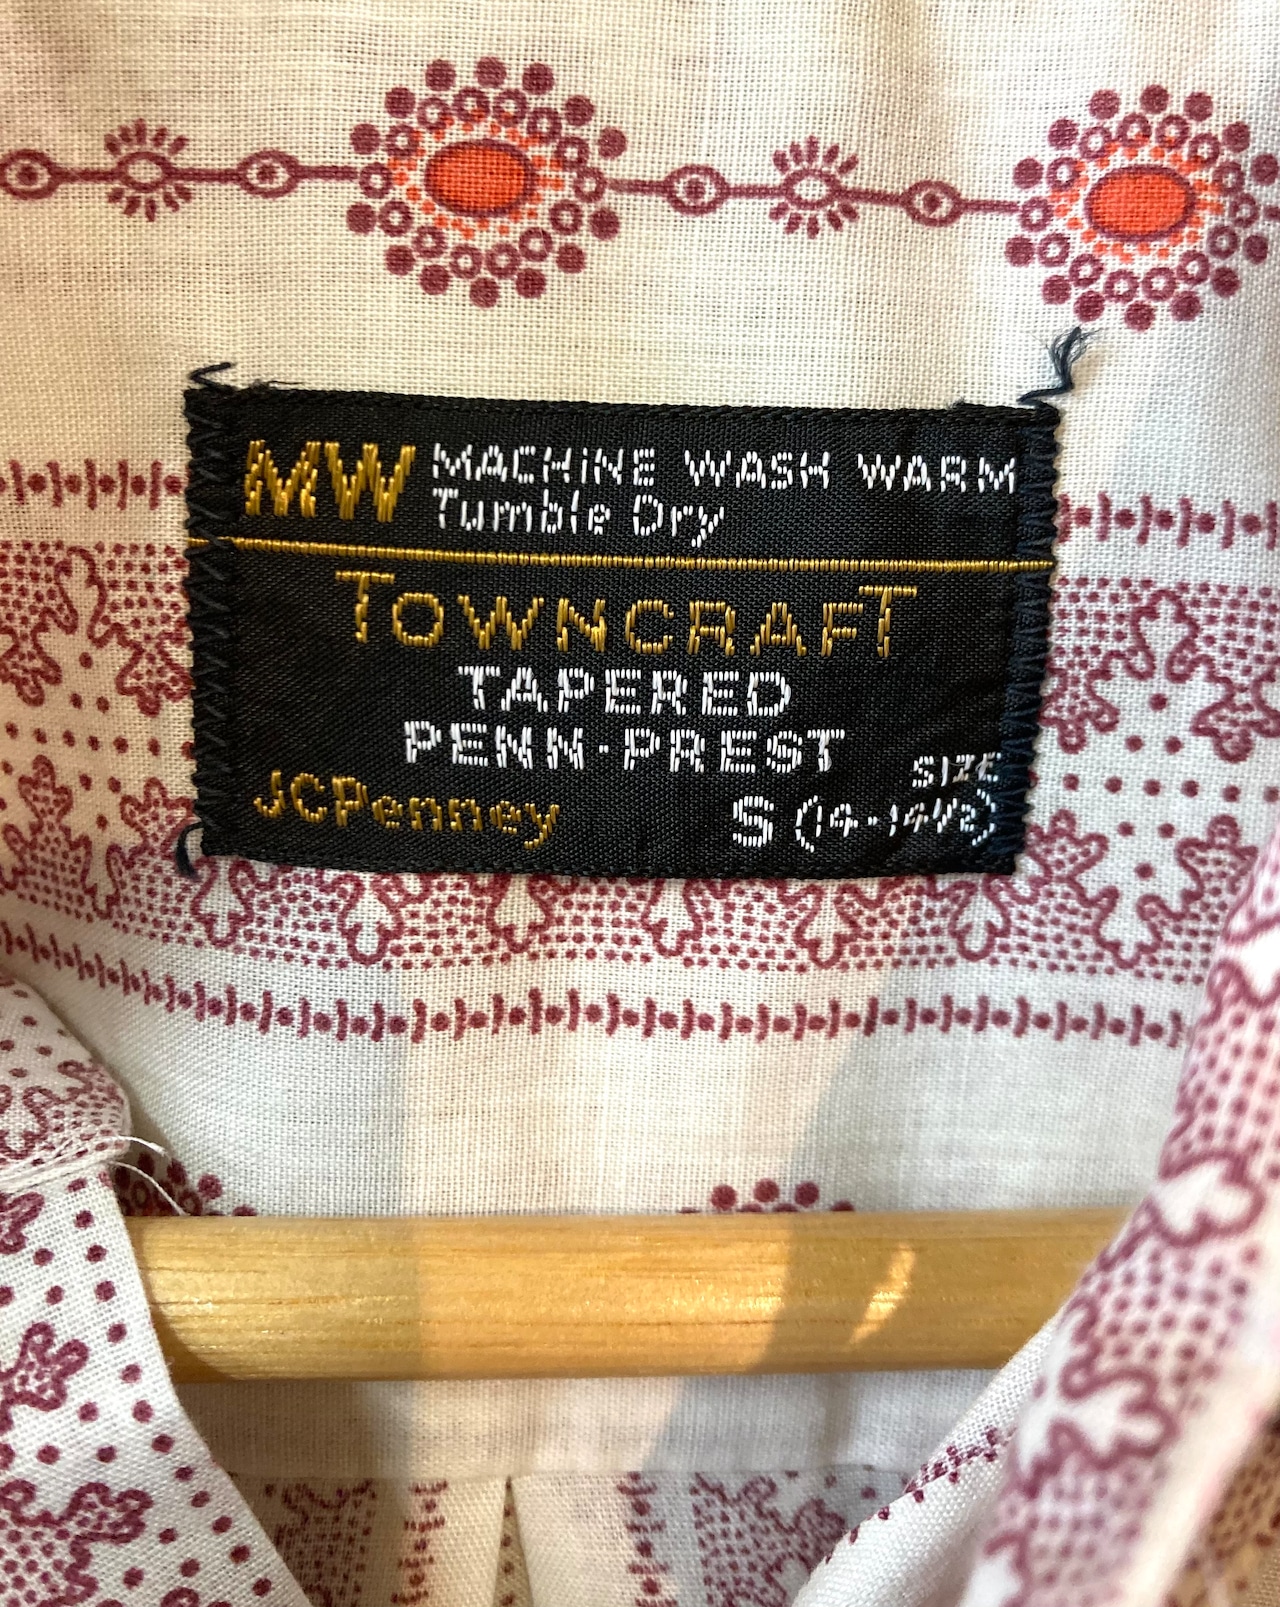 MW MACHINE WASH WARM
Tumble Dry
TOWNCRAFT
TAPERED
PENN·PREST
SIZE
JCPenney S (14-14½)